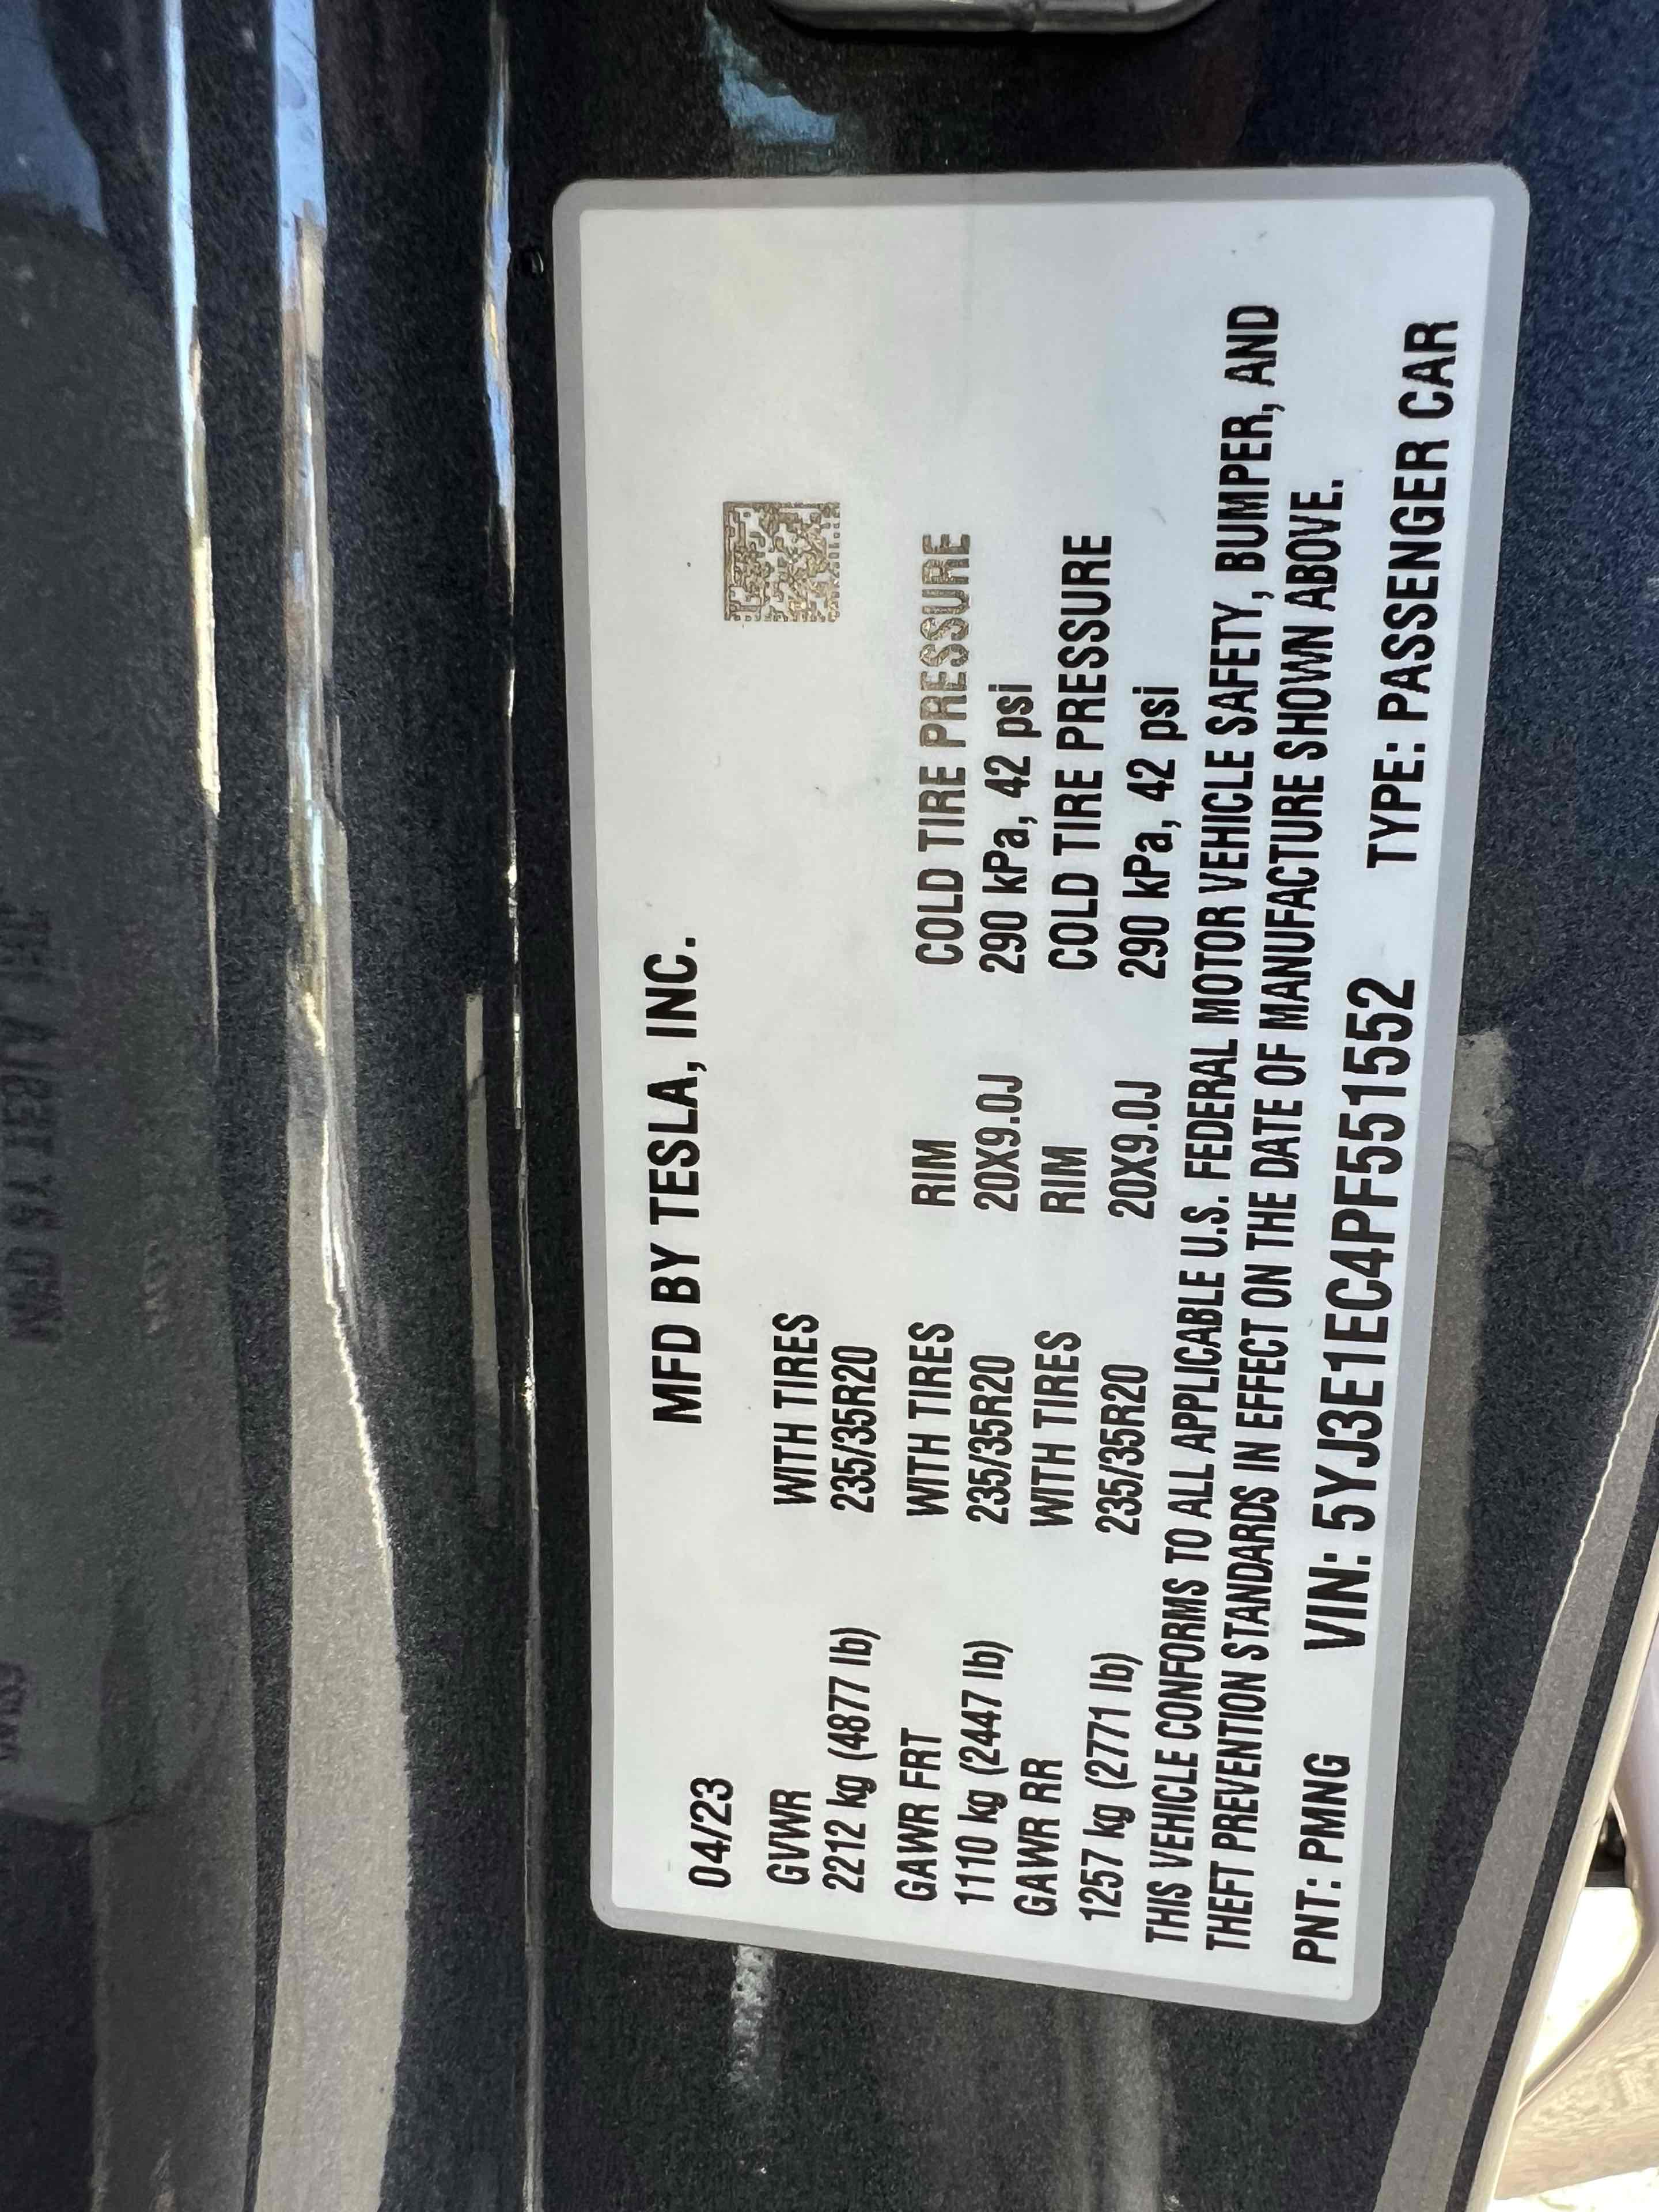 MFD BY TESLA, INC.
04/23
GVWR WITH TIRES
2212 kg (4877 lb) 235/35R20
GAWR FRT WITH TIRES RIM COLD TIRE PRESSURE
1110 kg (2447 lb) 235/35R20 20X9.0J 290 kPa, 42 psi
GAWR RR WITH TIRES RIM COLD TIRE PRESSURE
1257 kg (2771 lb) 235/35R20 20X9.0J 290 kPa, 42 psi
THIS VEHICLE CONFORMS TO ALL APPLICABLE U.S. FEDERAL MOTOR VEHICLE SAFETY, BUMPER, AND
THEFT PREVENTION STANDARDS IN EFFECT ON THE DATE OF MANUFACTURE SHOWN ABOVE.
PNT: PMNG VIN: 5YJ3E1EC4PF551552 TYPE: PASSENGER CAR